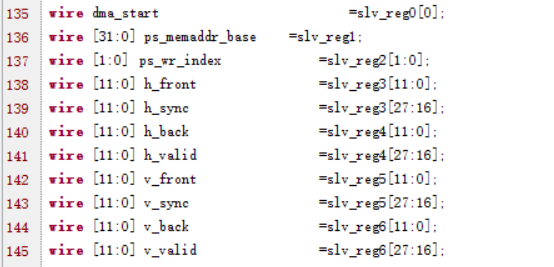 135 wire dma_start =slv_reg0[0];
136 wire [31:0] ps_memaddr_base =slv_reg1;
137 wire [1:0] ps_wr_index =slv_reg2[1:0];
138 wire [11:0] h_front =slv_reg3[11:0];
139 wire [11:0] h_sync =slv_reg3[27:16];
140 wire [11:0] h_back =slv_reg4[11:0];
141 wire [11:0] h_valid =slv_reg4[27:16];
142 wire [11:0] v_front =slv_reg5[11:0];
143 wire [11:0] v_sync =slv_reg5[27:16];
144 wire [11:0] v_back =slv_reg6[11:0];
145 wire [11:0] v_valid =slv_reg6[27:16];